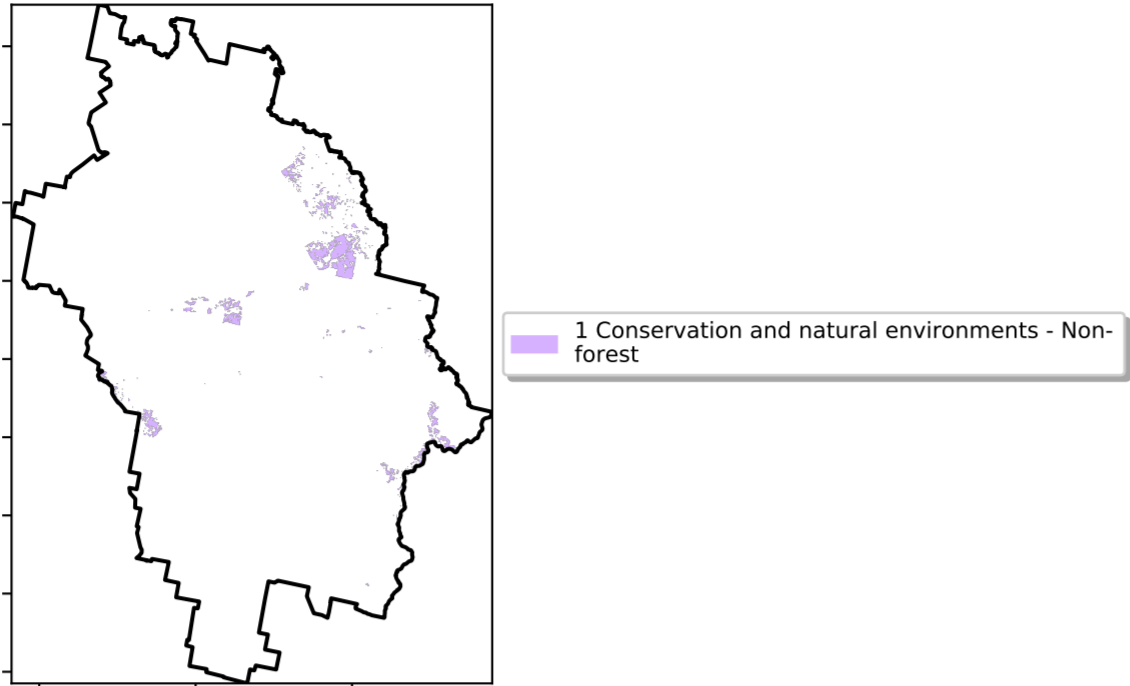 1 Conservation and natural environments - Non-
forest